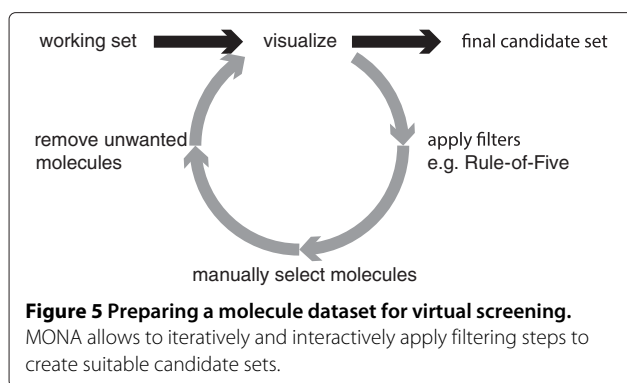 working set
visualize
final candidate set
remove unwanted
molecules
apply filters
e.g. Rule-of-Five
manually select molecules
Figure 5 Preparing a molecule dataset for virtual screening.
MONA allows to iteratively and interactively apply filtering steps to
create suitable candidate sets.